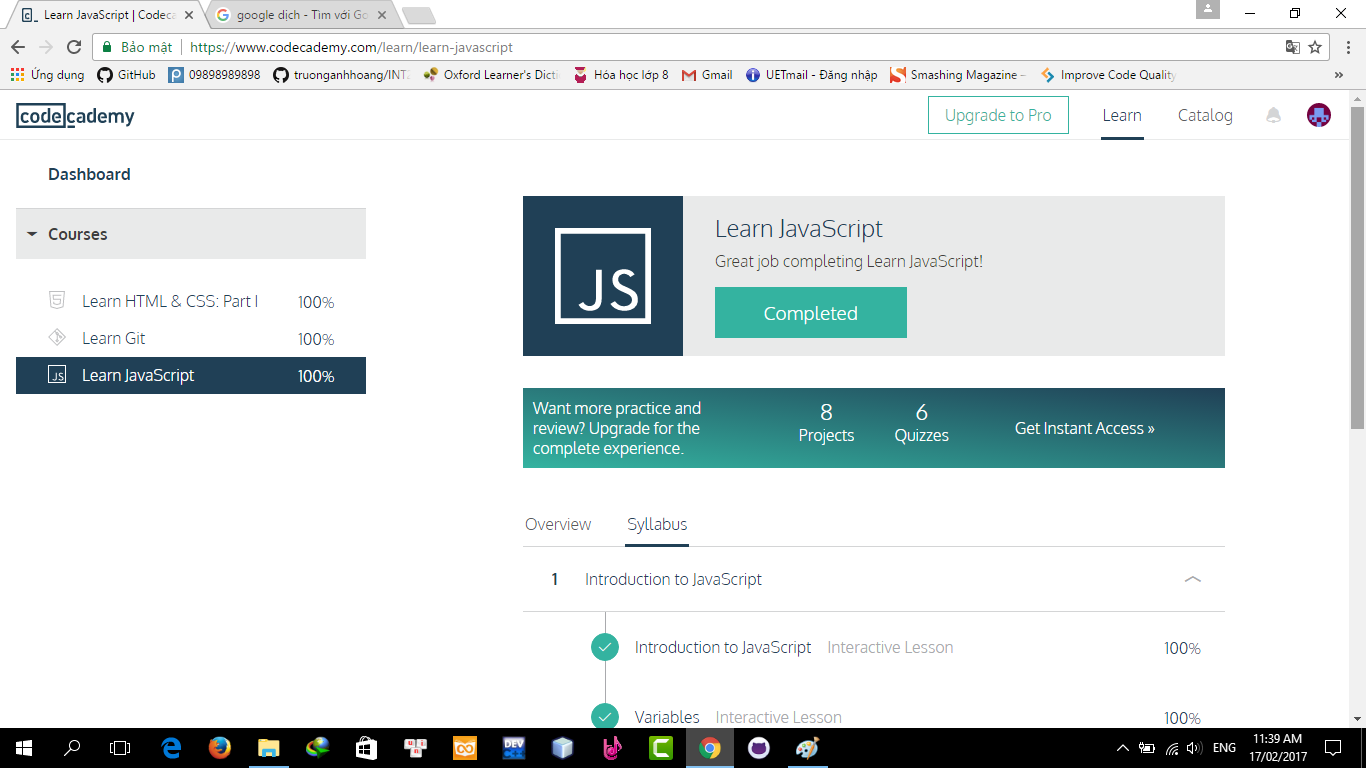 Learn JavaScript | Codeca
google dịch - Tìm với Go
Bảo mật
https://www.codecademy.com/learn/learn-javascript
Ứng dụng
GitHub
09898989898
truonganhhoang/INT2
Oxford Learner's Dicti
Hóa học lớp 8
Gmail
UETmail - Đăng nhập
Smashing Magazine –
Improve Code Quality
»
codecademy
Upgrade to Pro
Learn
Catalog
Dashboard
Courses
Learn HTML & CSS: Part I 100%
Learn Git 100%
JS Learn JavaScript 100%
JS
Learn JavaScript
Great job completing Learn JavaScript!
Completed
Want more practice and
review? Upgrade for the
complete experience.
8
Projects
6
Quizzes
Get Instant Access »
Overview Syllabus
1 Introduction to JavaScript
Introduction to JavaScript Interactive Lesson 100%
Variables Interactive Lesson 100%
DEV
C
ENG
11:39 AM
17/02/2017